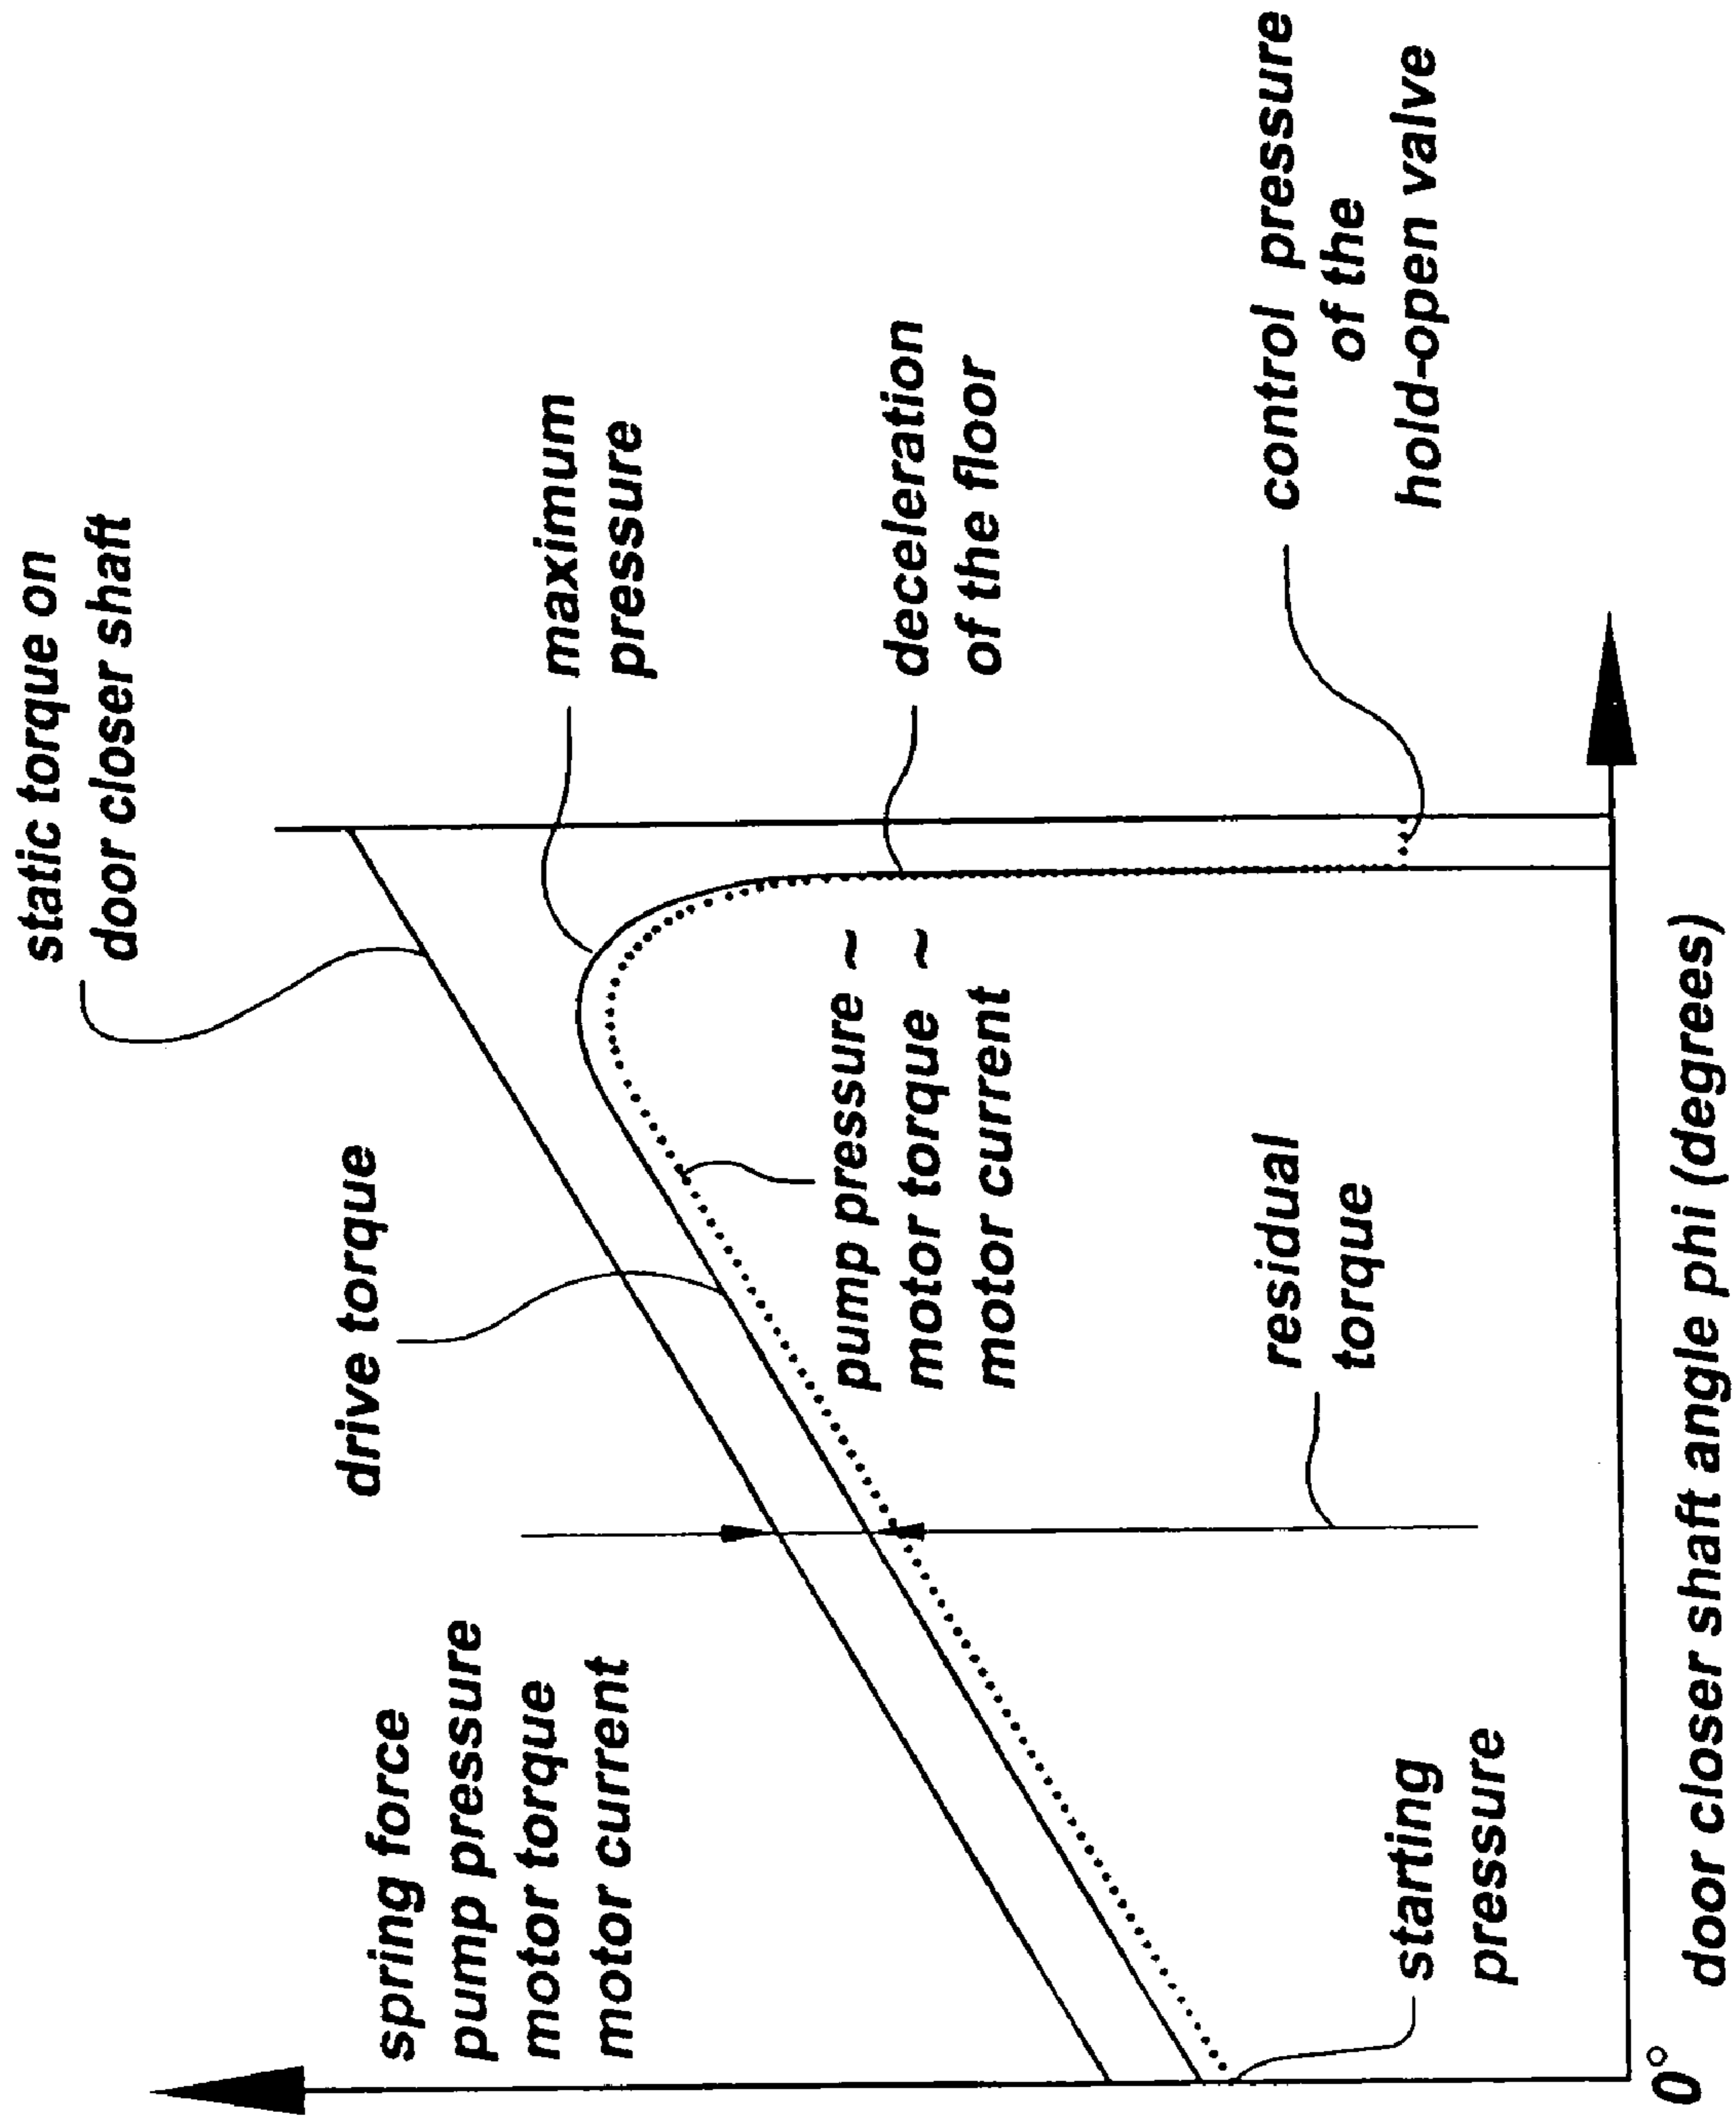 static torque on
door closer shaft
maximum
pressure
drive torque
deceleration
of the floor
spring force
pump pressure
motor torque
motor current
pump pressure ~
motor torque ~
motor current
control pressure
of the
hold-open valve
residual
torque
starting
pressure
0°
door closer shaft angle phi (degrees)